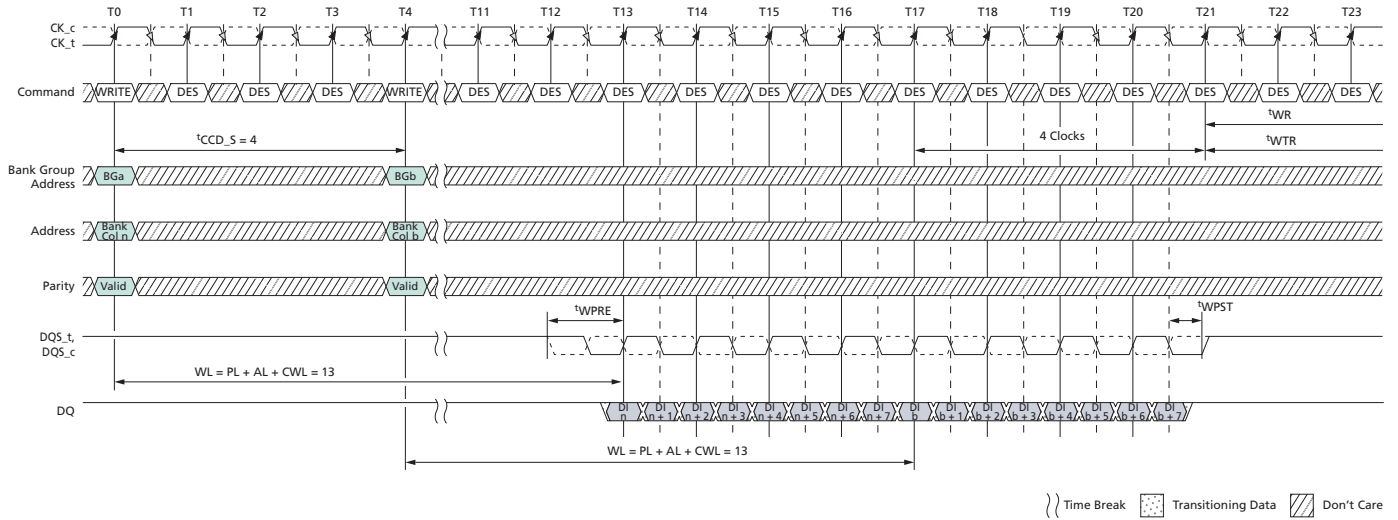 T0 T1 T2 T3 T4 T11 T12 T13 T14 T15 T16 T17 T18 T19 T20 T21 T22 T23
CK_c
CK_t
Command WRITE DES DES DES WRITE DES DES DES DES DES DES DES DES DES DES DES DES DES
tWR
tCCD_S = 4 4 Clocks tWTR
Bank Group
Address BGa BGb
Address Bank
Col n Bank
Col b
Parity Valid Valid
tWPRE tWPST
DQS_t,
DQS_c
WL = PL + AL + CWL = 13
DQ DI
n DI
n + 1 DI
n + 2 DI
n + 3 DI
n + 4 DI
n + 5 DI
n + 6 DI
n + 7 DI
b DI
b + 1 DI
b + 2 DI
b + 3 DI
b + 4 DI
b + 5 DI
b + 6 DI
b + 7
WL = PL + AL + CWL = 13
Time Break Transitioning Data Don't Care